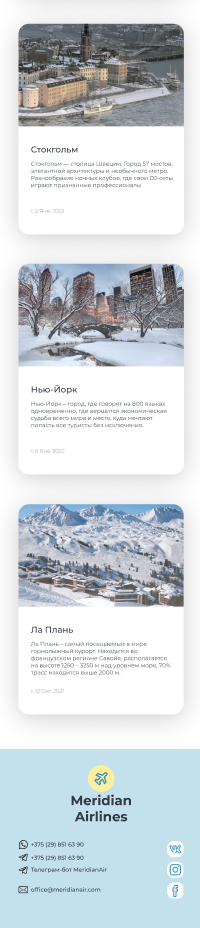 Стокгольм
Стокгольм — столица Швеции, Город 57 мостов,
элегантной архитектуры и необычного метро.
Разнообразие ночных клубов, где свои DJ-сеты
играют признанные профессионалы
с 2 Янв 2023
Нью-Йорк
Нью-Йорк – город, где говорят на 800 языках
одновременно, где вершится экономическая
судьба всего мира и место, куда мечтают
попасть все туристы без исключения.
с 6 Янв 2022
Ла Плань
Ла Плань – самый посещаемый в мире
горнолыжный курорт. Находится во
французском регионе Савойя, располагается
на высоте 1250 – 3250 м над уровнем моря, 70%
трасс находится выше 2000 м.
с 12 Окт 2021
Meridian
Airlines
+375 (29) 851 63 90
+375 (29) 851 63 90
Телеграм-бот MeridianAir
office@meridianair.com